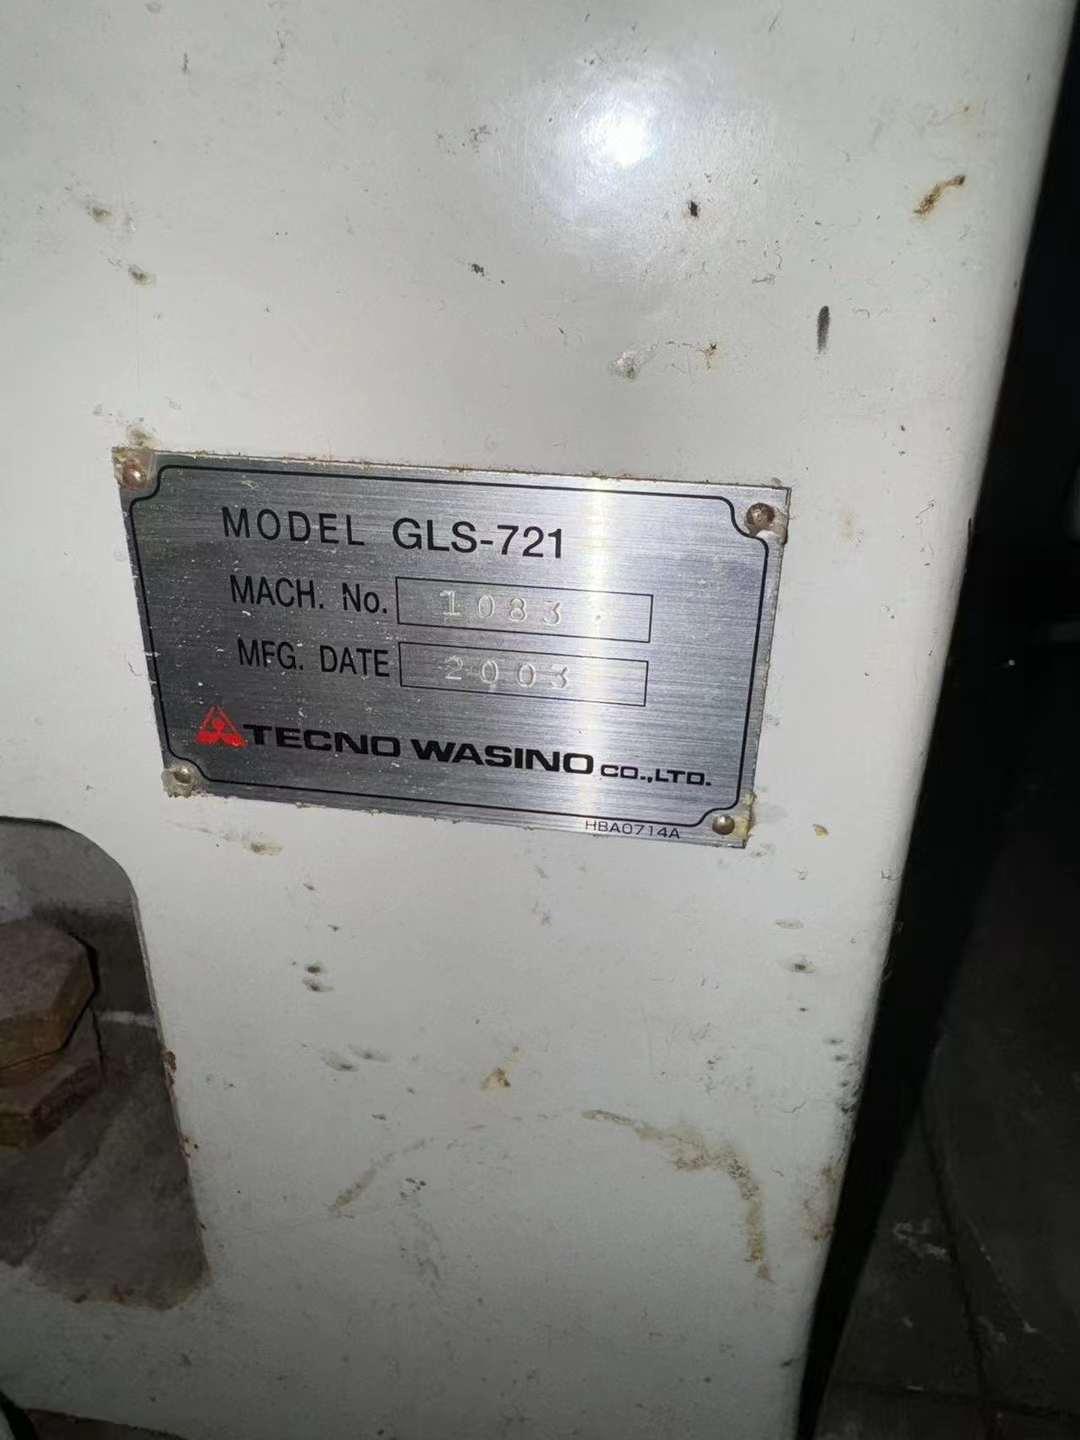 MODEL GLS-721
MACH. No. 1083
MFG. DATE 2003
TECNO WASINO CO.,LTD.
HBA0714A